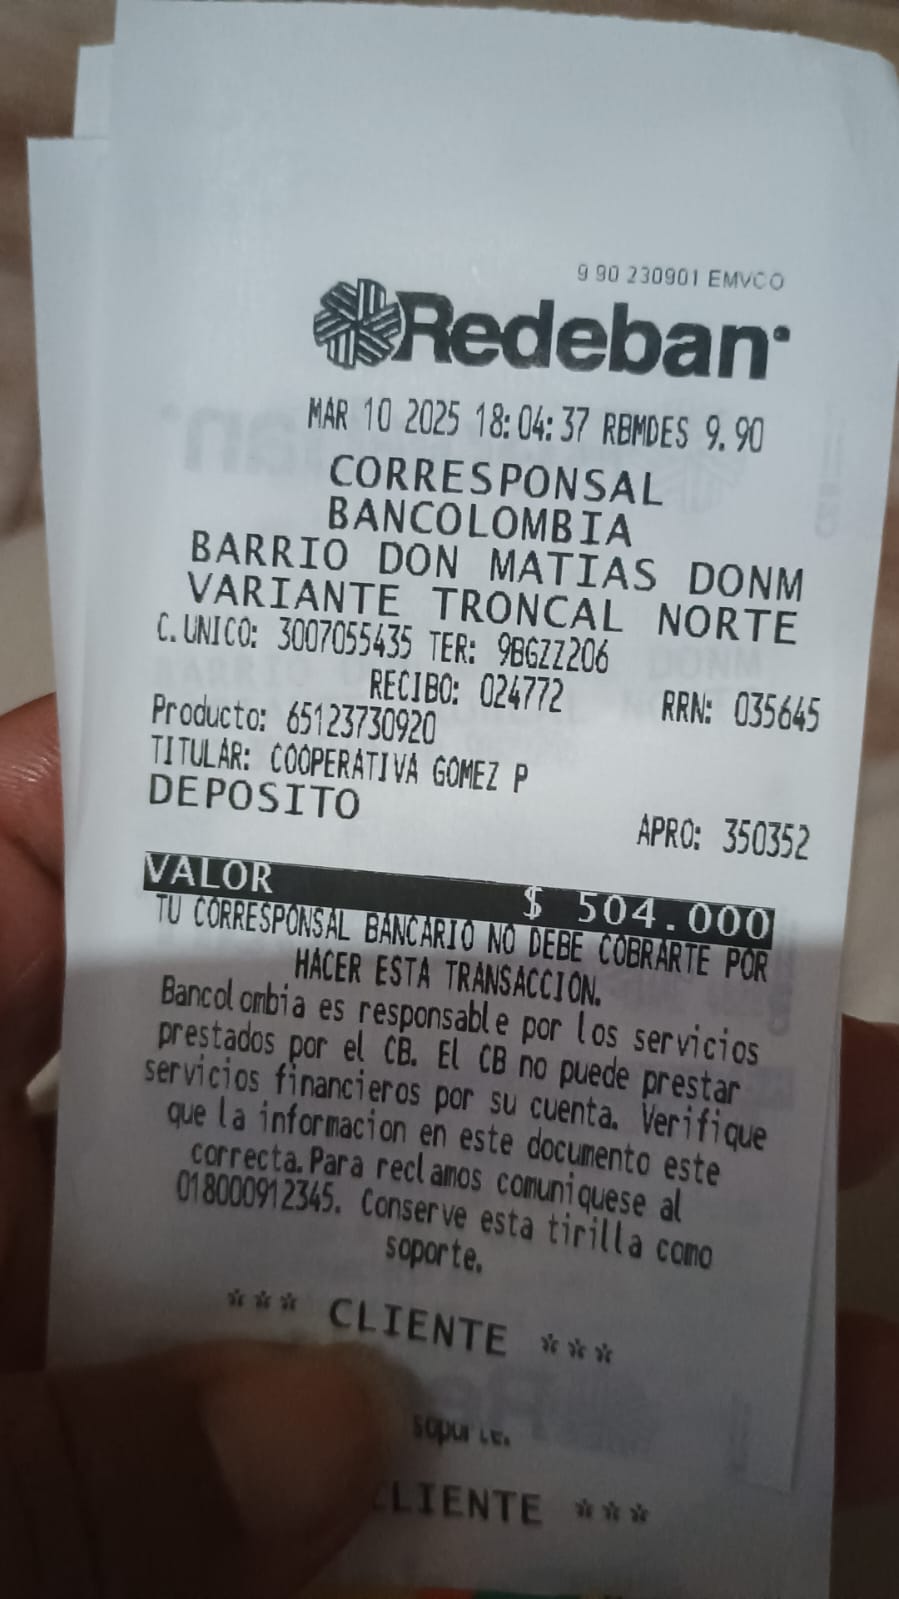 9 90 230901 EMVCO
Redeban
MAR 10 2025 18:04:37 RBMDES 9.90
CORRESPONSAL
BANCOLOMBIA
BARRIO DON MATIAS DONM
VARIANTE TRONCAL NORTE
C.UNICO: 3007055435 TER: 9BGZZ206
RECIBO: 024772 RRN: 035645
Producto: 65123730920
TITULAR: COOPERATIVA GOMEZ P
DEPOSITO APRO: 350352
VALOR $ 504.000
TU CORRESPONSAL BANCARIO NO DEBE COBRARTE POR
HACER ESTA TRANSACCION.
Bancolombia es responsable por los servicios
prestados por el CB. El CB no puede prestar
servicios financieros por su cuenta. Verifique
que la informacion en este documento este
correcta.Para reclamos comuniquese al
018000912345. Conserve esta tirilla como
soporte.
*** CLIENTE ***
soporte.
CLIENTE ***